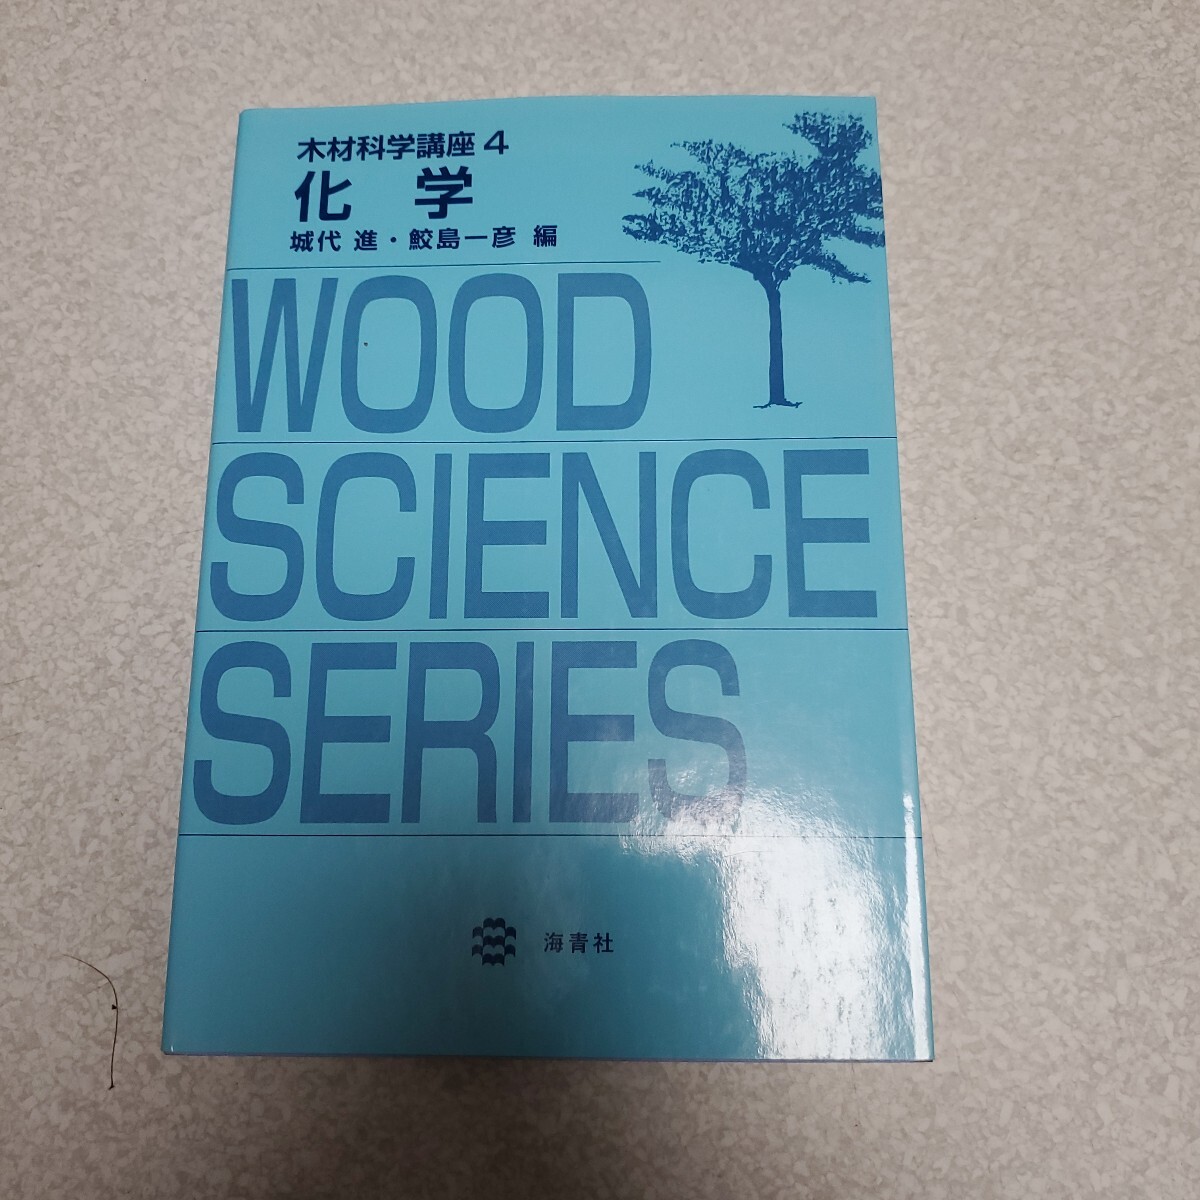 木材科学講座 4
化 学
城代 進・鮫島一彦 編
WOOD
SCIENCE
SERIES
海青社